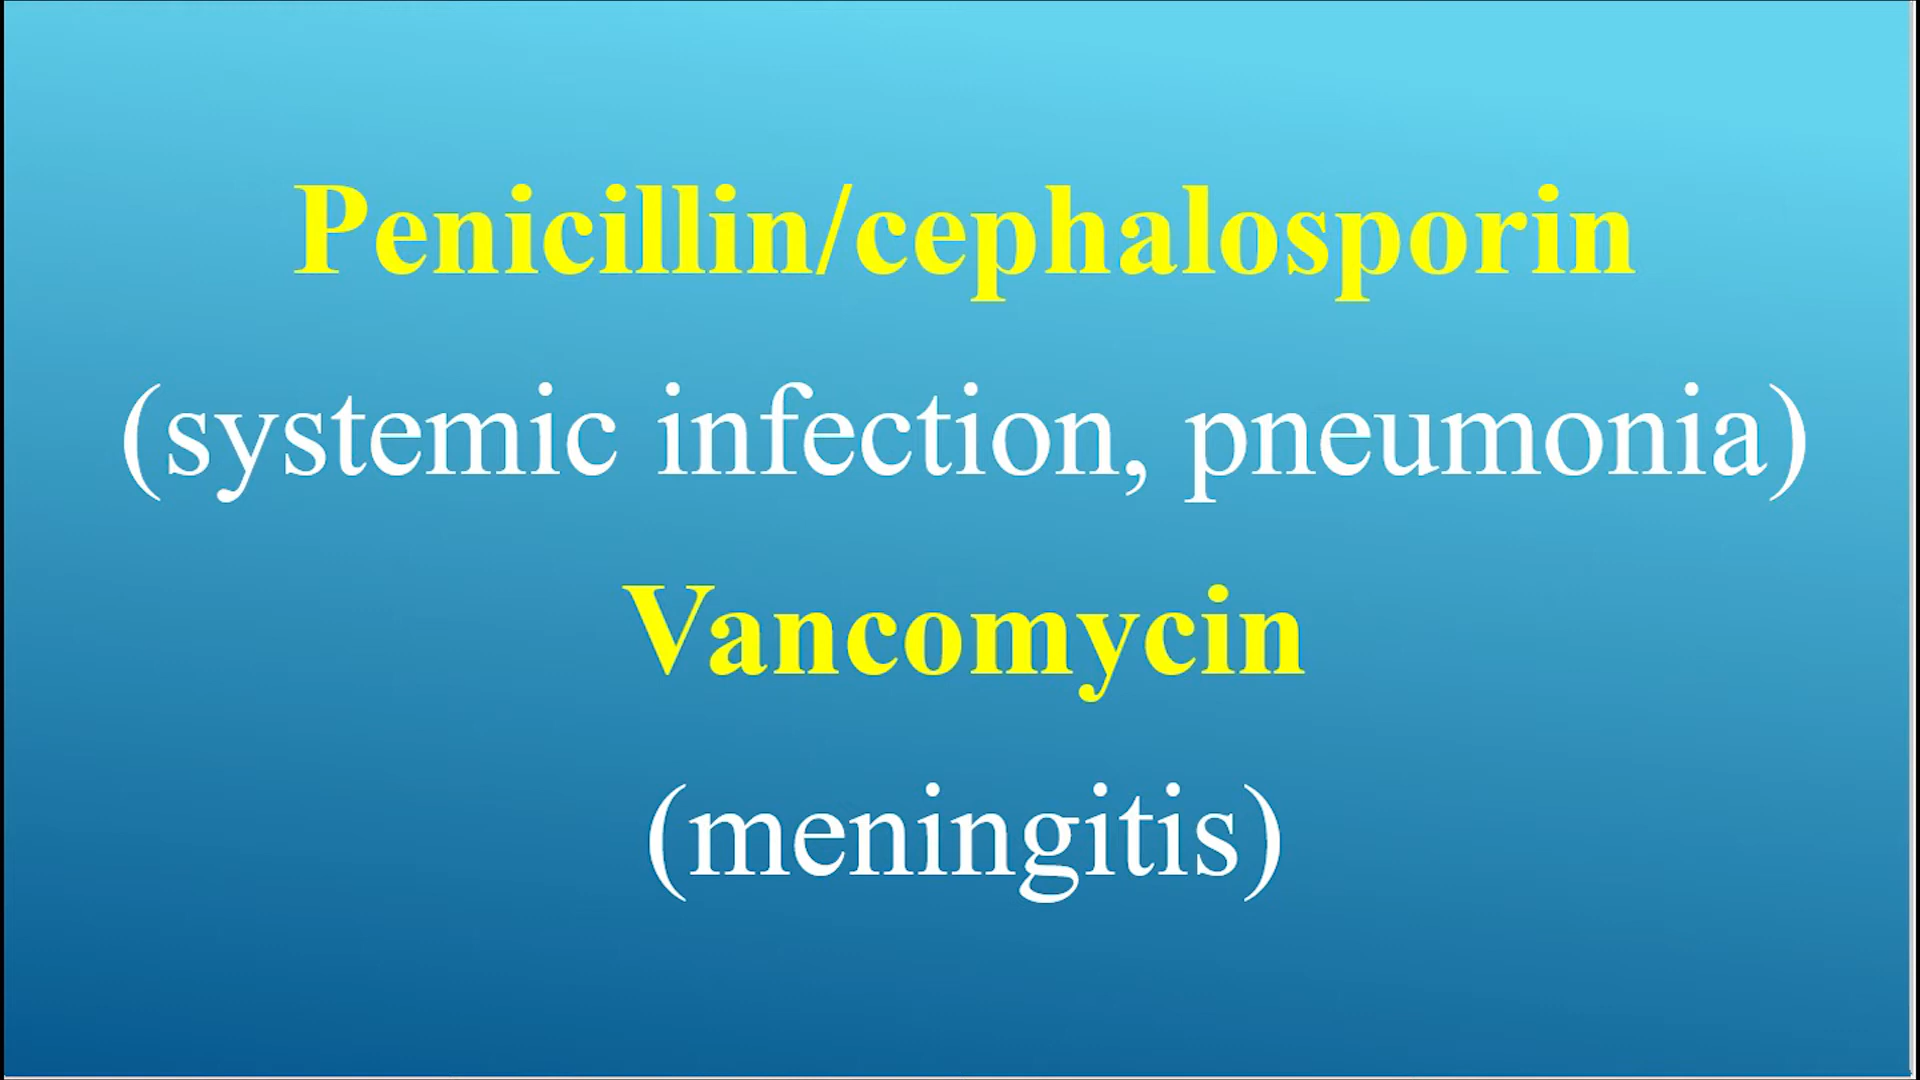 Penicillin/cephalosporin
(systemic infection, pneumonia)
Vancomycin
(meningitis)